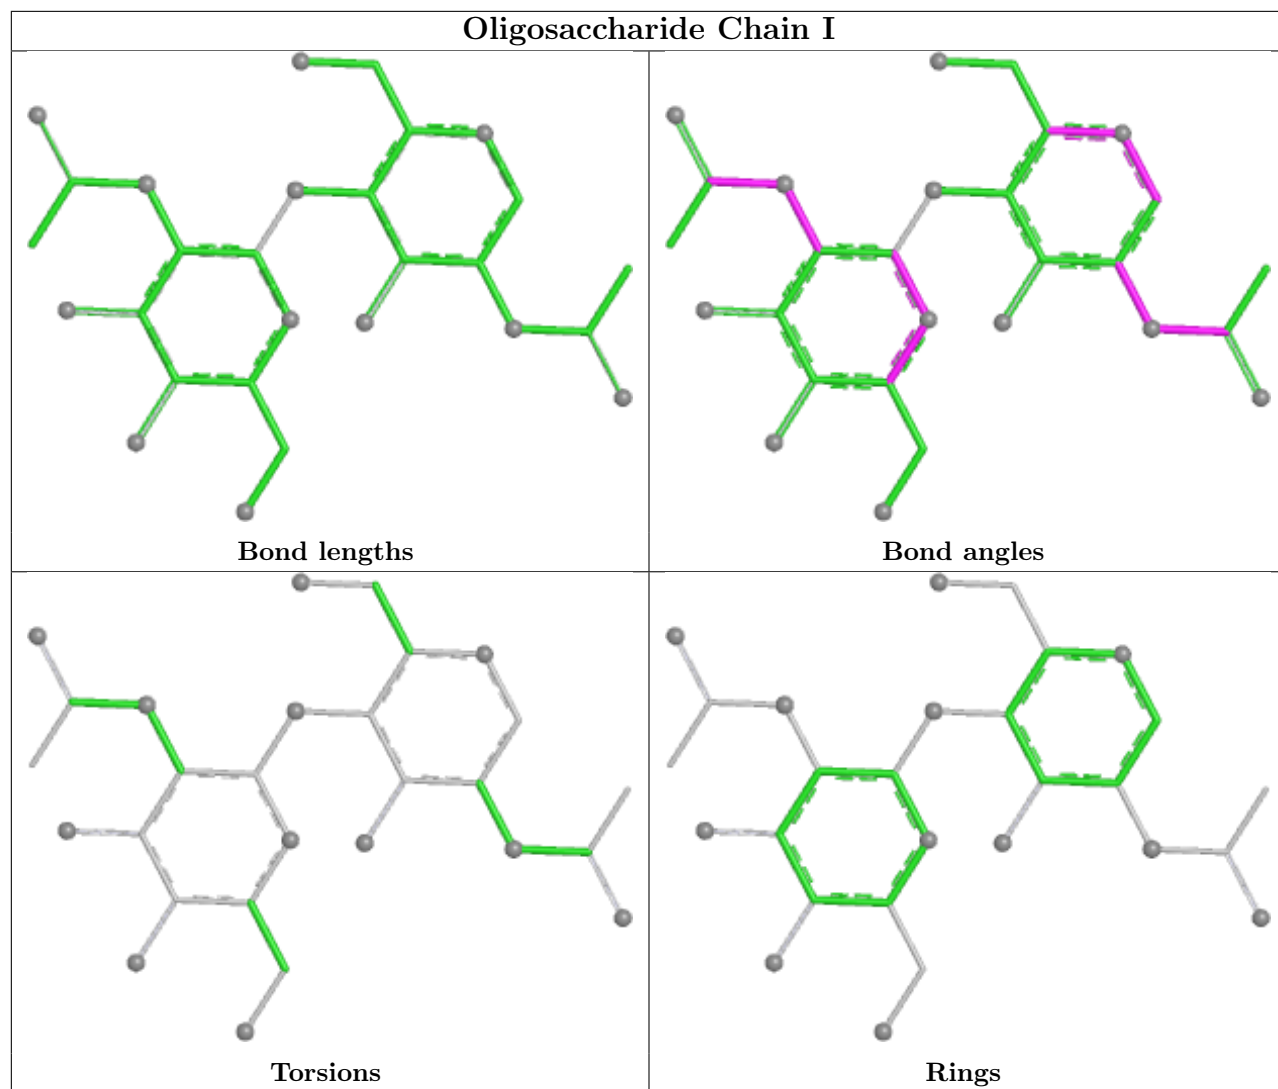 Oligosaccharide Chain I
Bond lengths
Bond angles
Torsions
Rings